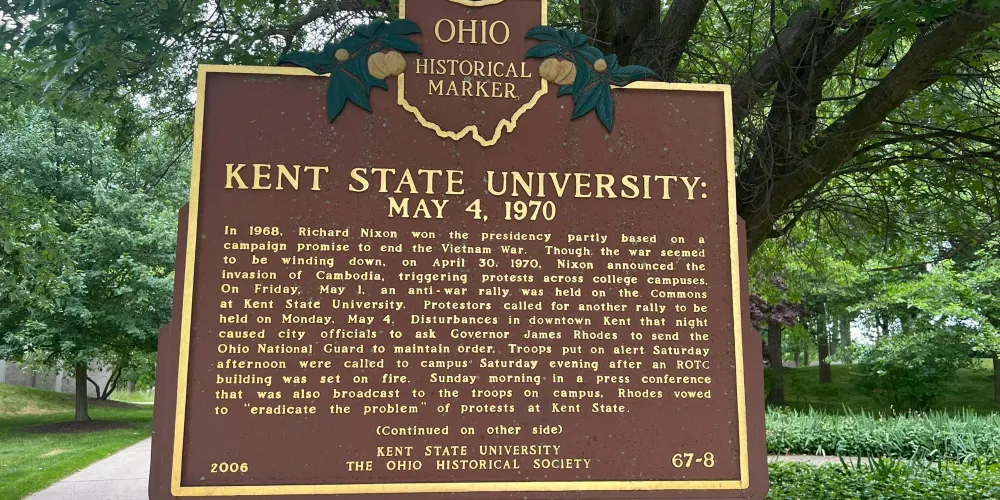 OHIO
HISTORICAL
MARKER
KENT STATE UNIVERSITY:
MAY 4, 1970
In 1968, Richard Nixon won the presidency partly based on a
campaign promise to end the Vietnam War. Though the war seemed
to be winding down, on April 30, 1970, Nixon announced the
invasion of Cambodia, triggering protests across college campuses.
On Friday, May 1, an anti-war rally was held on the Commons
at Kent State University. Protestors called for another rally to be
held on Monday, May 4. Disturbances in downtown Kent that night
caused city officials to ask Governor James Rhodes to send the
Ohio National Guard to maintain order. Troops put on alert Saturday
afternoon were called to campus Saturday evening after an ROTC
building was set on fire. Sunday morning in a press conference
that was also broadcast to the troops on campus, Rhodes vowed
to "eradicate the problem" of protests at Kent State.
(Continued on other side)
KENT STATE UNIVERSITY
2006 THE OHIO HISTORICAL SOCIETY 67-8